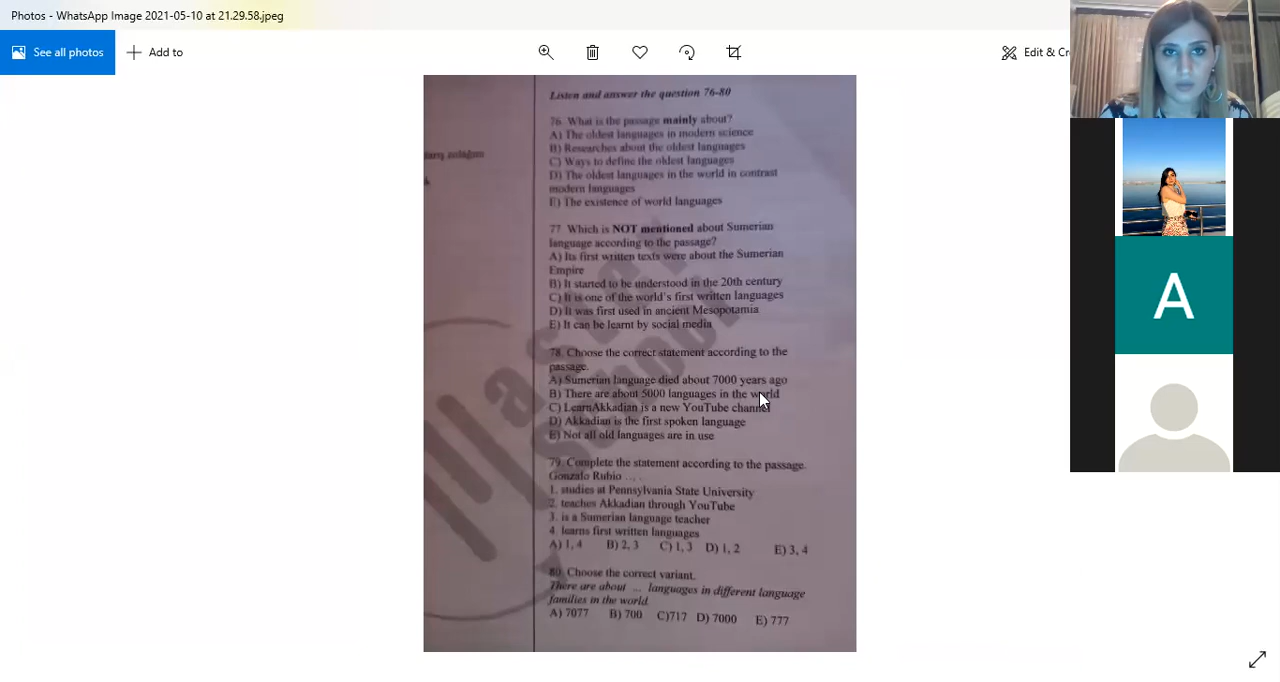 Photos - WhatsApp Image 2021-05-10 at 21.29.58.jpeg
See all photos
Add to
Edit & Cr
Listen and answer the question 76-80
76. What is the passage mainly about?
A) The oldest languages in modern science
B) Researches about the oldest languages
C) Ways to define the oldest languages
D) The oldest languages in the world in contrast
modern languages
E) The existence of world languages
77. Which is NOT mentioned about Sumerian
language according to the passage?
A) Its first written texts were about the Sumerian
Empire
B) It started to be understood in the 20th century
C) It is one of the world's first written languages
D) It was first used in ancient Mesopotamia
E) It can be learnt by social media
78. Choose the correct statement according to the
passage.
A) Sumerian language died about 7000 years ago
B) There are about 5000 languages in the world
C) LearnAkkadian is a new YouTube channel
D) Akkadian is the first spoken language
E) Not all old languages are in use
79. Complete the statement according to the passage.
Gonzalo Rubio ... .
1. studies at Pennsylvania State University
2. teaches Akkadian through YouTube
3. is a Sumerian language teacher
4. learns first written languages
A) 1, 4 B) 2, 3 C) 1, 3 D) 1, 2 E) 3, 4
80. Choose the correct variant.
There are about ... languages in different language
families in the world.
A) 7077 B) 700 C)717 D) 7000 E) 777
Master
School
A